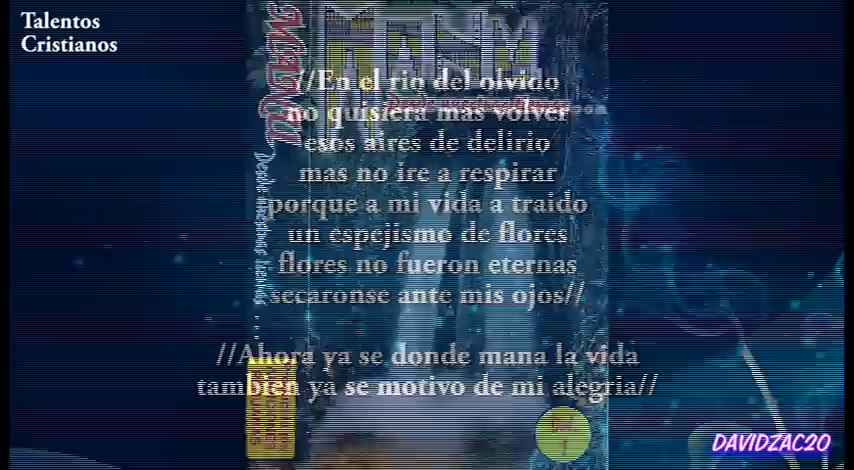 Talentos
Cristianos
//En el rio del olvido
no quisiera mas volver
esos aires de delirio
mas no ire a respirar
porque a mi vida a traido
un espejismo de flores
flores no fueron eternas
secaronse ante mis ojos//
//Ahora ya se donde mana la vida
tambien ya se motivo de mi alegria//
DAVIDZAC20